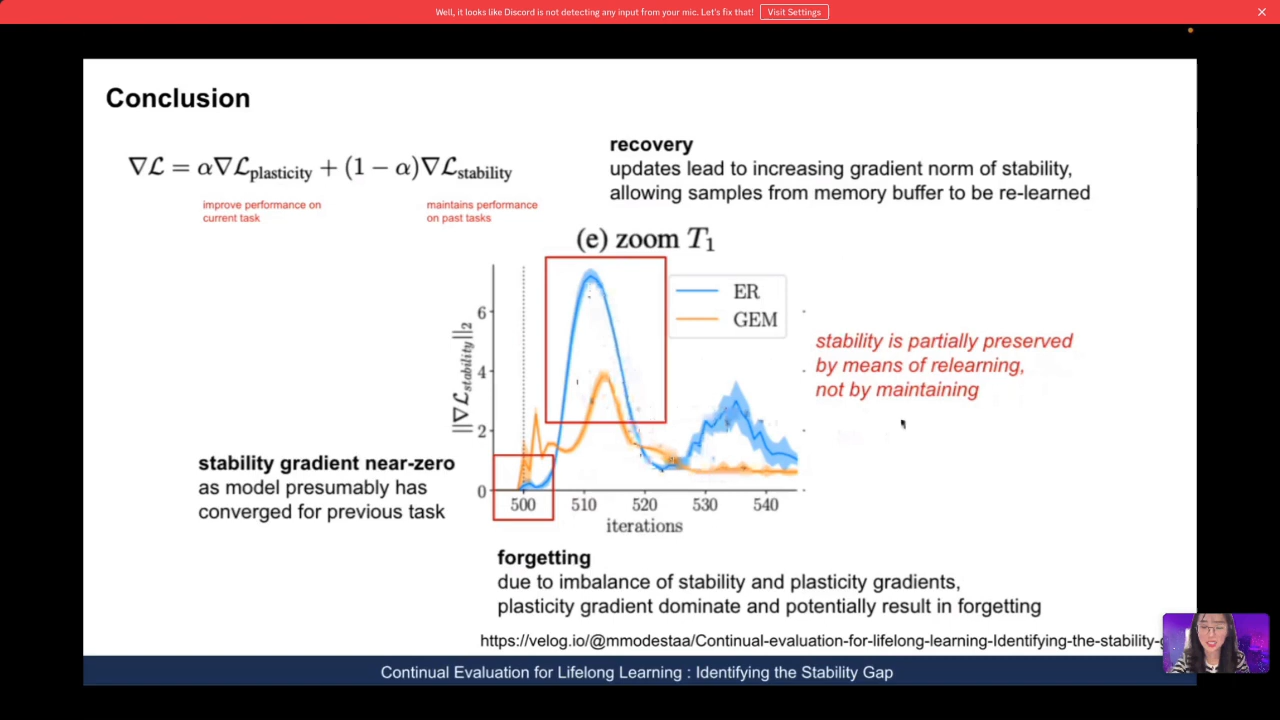 Well, it looks like Discord is not detecting any input from your mic. Let's fix that! Visit Settings
Conclusion
∇ℒ = α∇ℒplasticity + (1 − α)∇ℒstability
improve performance on
current task
maintains performance
on past tasks
recovery
updates lead to increasing gradient norm of stability,
allowing samples from memory buffer to be re-learned
(e) zoom T1
ER
GEM
||∇ℒstability||2
6
4
2
0
500 510 520 530 540
iterations
stability is partially preserved
by means of relearning,
not by maintaining
stability gradient near-zero
as model presumably has
converged for previous task
forgetting
due to imbalance of stability and plasticity gradients,
plasticity gradient dominate and potentially result in forgetting
https://velog.io/@mmodestaa/Continual-evaluation-for-lifelong-learning-Identifying-the-stability-
Continual Evaluation for Lifelong Learning : Identifying the Stability Gap